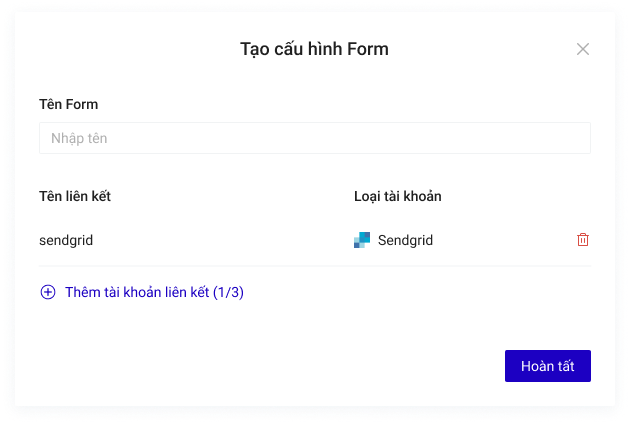 Tạo cấu hình Form
Tên Form
Nhập tên
Tên liên kết Loại tài khoản
sendgrid Sendgrid
Thêm tài khoản liên kết (1/3)
Hoàn tất